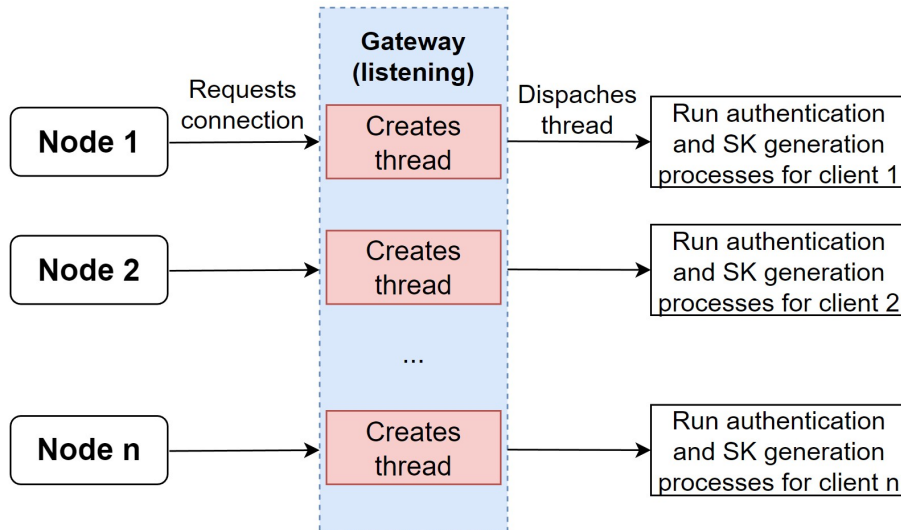 Gateway
(listening)
Requests
connection
Dispaches
thread
Node 1
Creates
thread
Run authentication
and SK generation
processes for client 1
Node 2
Creates
thread
Run authentication
and SK generation
processes for client 2
...
Node n
Creates
thread
Run authentication
and SK generation
processes for client n